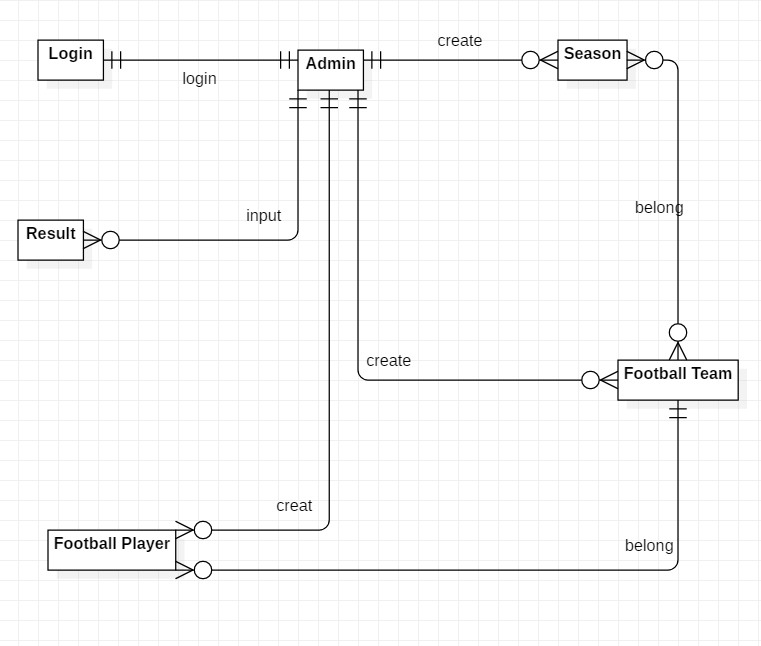 create
Login
Admin
Season
login
belong
input
Result
create
Football Team
creat
Football Player
belong